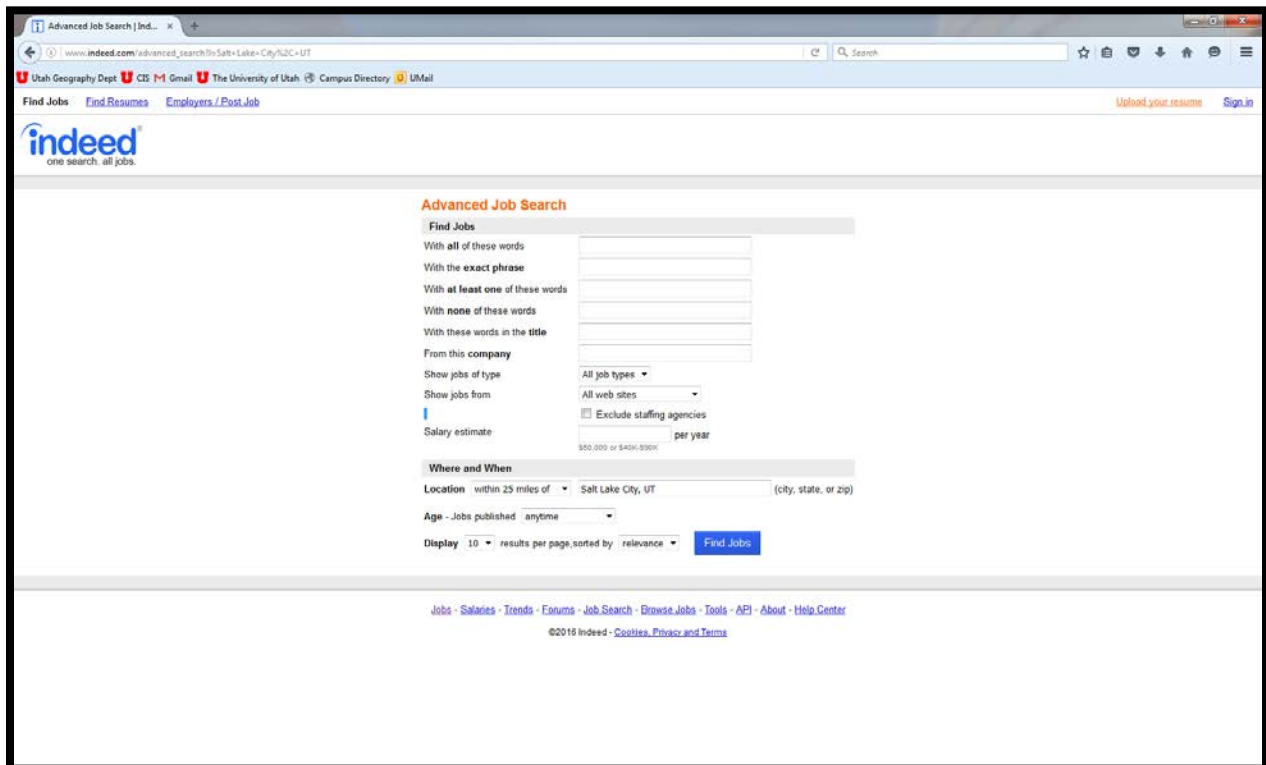 Advanced Job Search | Ind...
www.indeed.com/advanced_search?l=Salt+Lake+City%2C+UT
Search
Utah Geography Dept CIS Gmail The University of Utah Campus Directory UMail
Find Jobs Find Resumes Employers / Post Job Upload your resume Sign in
indeed
one search. all jobs.
Advanced Job Search
Find Jobs
With all of these words
With the exact phrase
With at least one of these words
With none of these words
With these words in the title
From this company
Show jobs of type All job types
Show jobs from All web sites
Exclude staffing agencies
Salary estimate per year
$50,000 or $40K-$90K
Where and When
Location within 25 miles of Salt Lake City, UT (city, state, or zip)
Age - Jobs published anytime
Display 10 results per page,sorted by relevance Find Jobs
Jobs - Salaries - Trends - Forums - Job Search - Browse Jobs - Tools - API - About - Help Center
©2016 Indeed - Cookies, Privacy and Terms